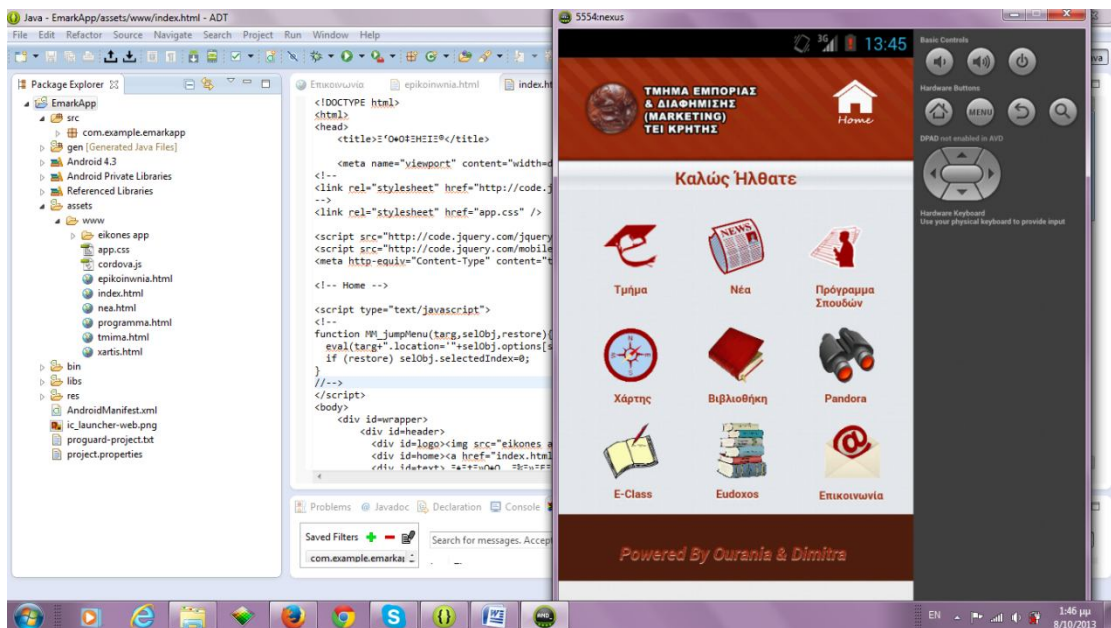 Java - EmarkApp/assets/www/index.html - ADT
File Edit Refactor Source Navigate Search Project Run Window Help
Package Explorer
EmarkApp
src
com.example.emarkapp
gen [Generated Java Files]
Android 4.3
Android Private Libraries
Referenced Libraries
assets
www
eikones app
app.css
cordova.js
epikoinwnia.html
index.html
nea.html
programma.html
tmima.html
xartis.html
bin
libs
res
AndroidManifest.xml
ic_launcher-web.png
proguard-project.txt
project.properties
Επικοινωνία epikoinwnia.html index.ht
<!DOCTYPE html>
<html>
<head>
</title>
<meta name="viewport" content="width=d
<!--
<link rel="stylesheet" href="http://code.j
-->
<link rel="stylesheet" href="app.css" />
<script src="http://code.jquery.com/jquery
<script src="http://code.jquery.com/mobile
<meta http-equiv="Content-Type" content="t
<!-- Home -->
<script type="text/javascript">
<!--
function MM_jumpMenu(targ,selObj,restore){
eval(targ+".location='"+selObj.options[s
if (restore) selObj.selectedIndex=0;
}
//-->
</script>
<body>
<div id=wrapper>
<div id=header>
<div id=logo><img src="eikones a
<div id=home><a href="index.html
<div id=text>
Problems Javadoc Declaration Console
Saved Filters
Search for messages. Accept
com.example.emarkap
5554:nexus
3G 13:45
ΤΜΗΜΑ ΕΜΠΟΡΙΑΣ
& ΔΙΑΦΗΜΙΣΗΣ
(MARKETING)
ΤΕΙ ΚΡΗΤΗΣ
Home
Καλώς Ήλθατε
Τμήμα Νέα Πρόγραμμα
Σπουδών
Χάρτης Βιβλιοθήκη Pandora
E-Class Eudoxos Επικοινωνία
Powered By Ourania & Dimitra
Basic Controls
Hardware Buttons
MENU
DPAD not enabled in AVD
Hardware Keyboard
Use your physical keyboard to provide input
EN
1:46 μμ
8/10/2013